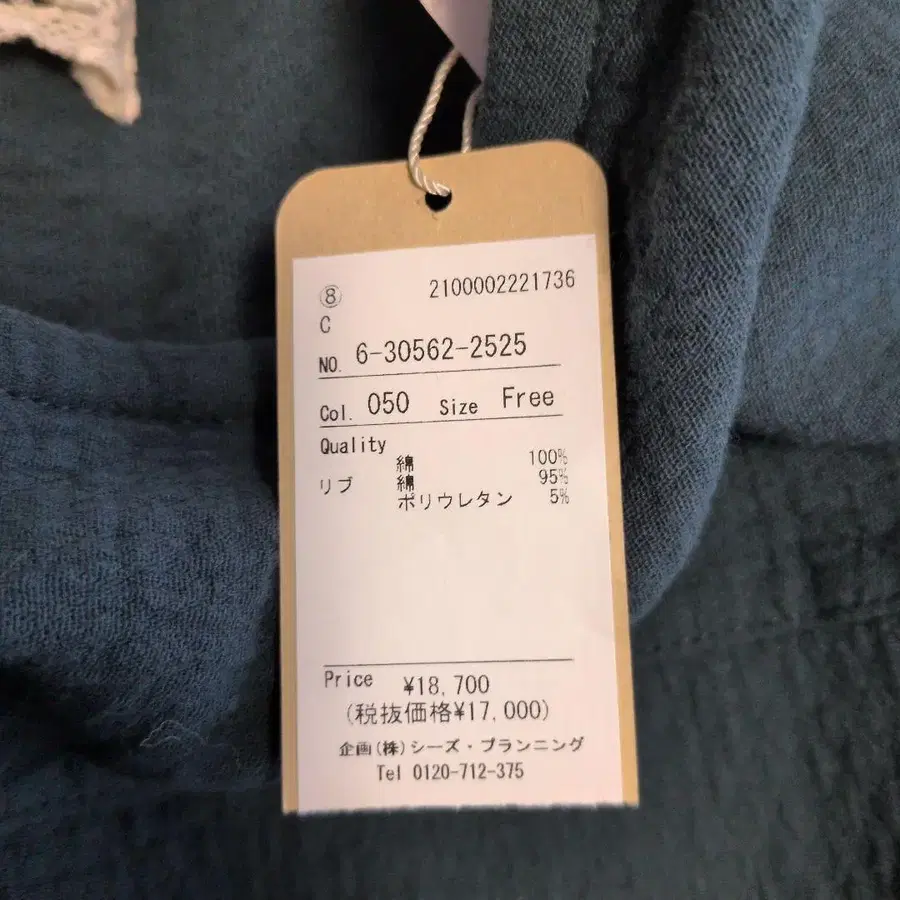 ⑧ 2100002221736
C
NO. 6-30562-2525
Col. 050 Size Free
Quality
綿 100%
リブ 綿 95%
ポリウレタン 5%
Price ¥18,700
(税抜価格¥17,000)
企画(株)シーズ・プランニング
Tel 0120-712-375